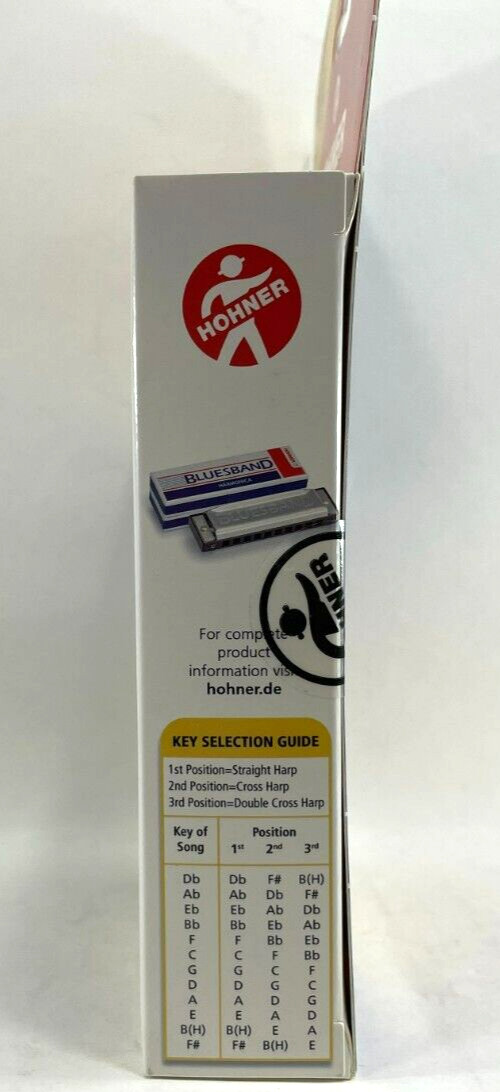 HOHNER
BLUESBAND
HARMONICA
BLUESBAND
For complete
product
information
hohner.de
KEY SELECTION GUIDE
1st Position=Straight Harp
2nd Position=Cross Harp
3rd Position=Double Cross Harp
Key of Song Position
1st 2nd 3rd
Db Db F# B(H)
Ab Ab Db F#
Eb Eb Ab Db
Bb Bb Eb Ab
F F Bb Eb
C C F Bb
G G C F
D D G C
A A D G
E E A D
B(H) B(H) E A
F# F# B(H) E